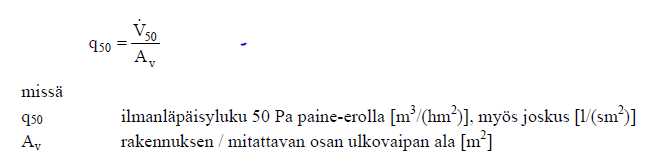 q50 = V̇50 / Av
missä
q50 ilmanläpäisyluku 50 Pa paine-erolla [m³/(hm²)], myös joskus [l/(sm²)]
Av rakennuksen / mitattavan osan ulkovaipan ala [m²]